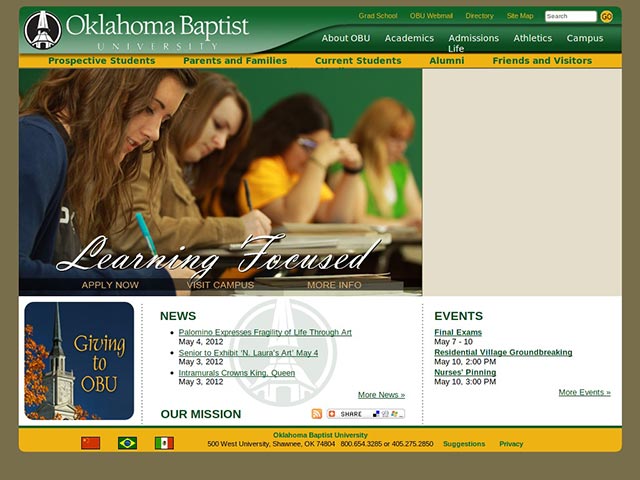 Oklahoma Baptist
UNIVERSITY
Grad School OBU Webmail Directory Site Map Search GO
About OBU Academics Admissions Athletics Campus
Life
Prospective Students Parents and Families Current Students Alumni Friends and Visitors
Learning Focused
APPLY NOW VISIT CAMPUS MORE INFO
Giving
to
OBU
NEWS
Palomino Expresses Fragility of Life Through Art
May 4, 2012
Senior to Exhibit ‘N. Laura’s Art’ May 4
May 3, 2012
Intramurals Crowns King, Queen
May 3, 2012
More News »
OUR MISSION
SHARE
EVENTS
Final Exams
May 7 - 10
Residential Village Groundbreaking
May 10, 2:00 PM
Nurses' Pinning
May 10, 3:00 PM
More Events »
Oklahoma Baptist University
500 West University, Shawnee, OK 74804 800.654.3285 or 405.275.2850 Suggestions Privacy